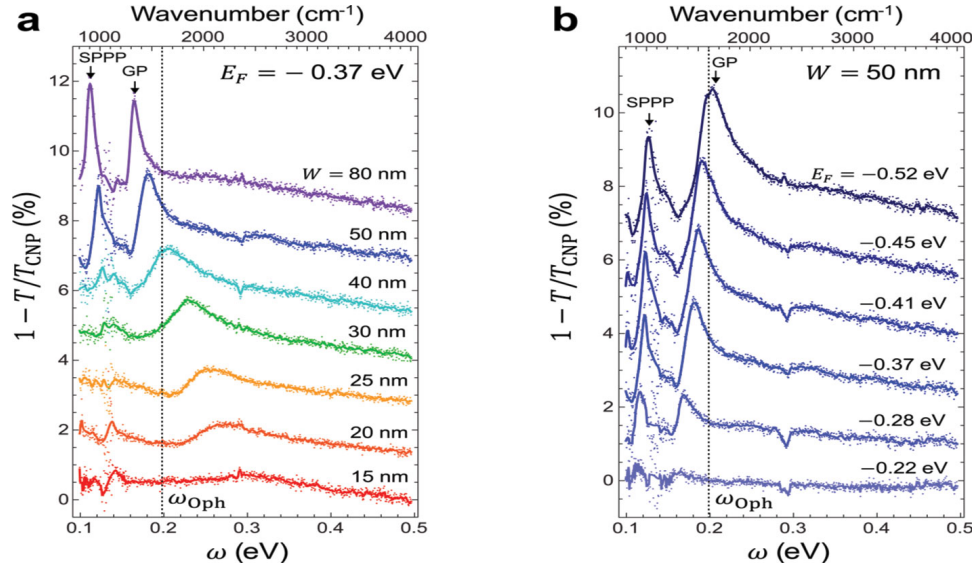 a
Wavenumber (cm⁻¹)
1000 2000 3000 4000
SPPP
GP
E_F = − 0.37 eV
W = 80 nm
50 nm
40 nm
30 nm
25 nm
20 nm
15 nm
ω_Oph
12
10
8
6
4
2
0
1 − T/T_CNP (%)
0.1 0.2 0.3 0.4 0.5
ω (eV)
b
Wavenumber (cm⁻¹)
1000 2000 3000 4000
GP
SPPP
W = 50 nm
E_F = −0.52 eV
−0.45 eV
−0.41 eV
−0.37 eV
−0.28 eV
−0.22 eV
ω_Oph
10
8
6
4
2
0
1 − T/T_CNP (%)
0.1 0.2 0.3 0.4 0.5
ω (eV)